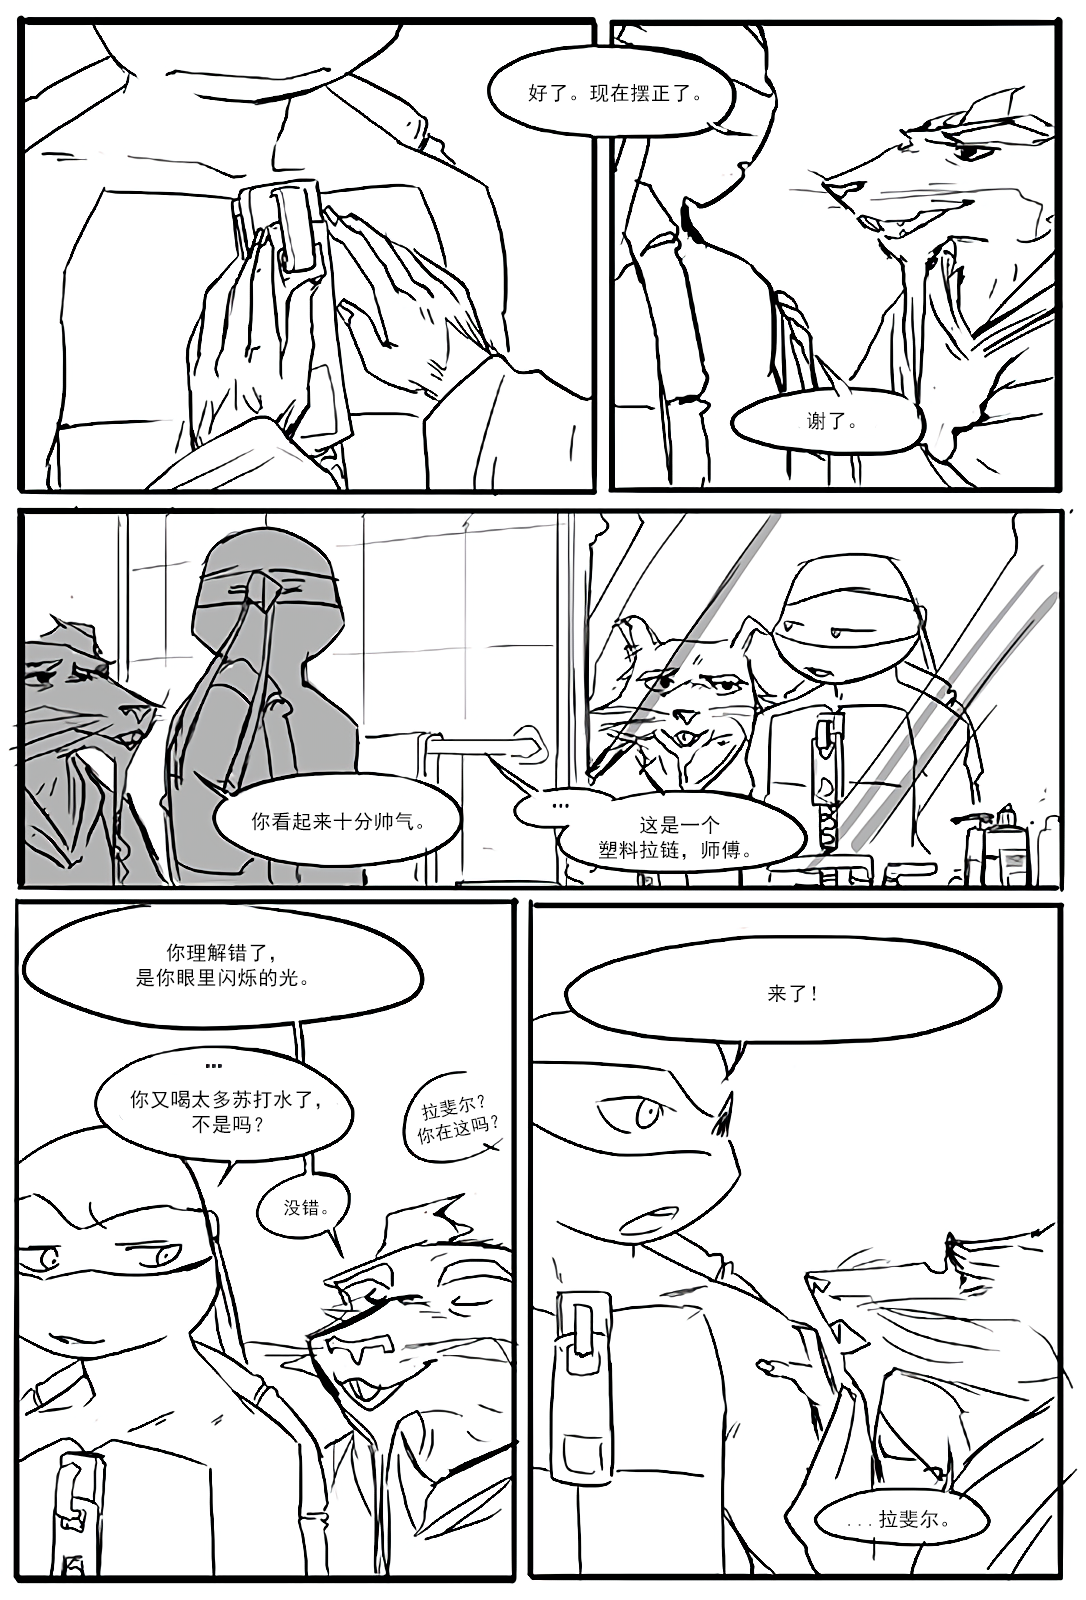 好了。现在摆正了。
谢了。
你看起来十分帅气。
...
这是一个
塑料拉链，师傅。
你理解错了，
是你眼里闪烁的光。
...
你又喝太多苏打水了，
不是吗？
拉斐尔？
你在这吗？
没错。
来了！
...拉斐尔。